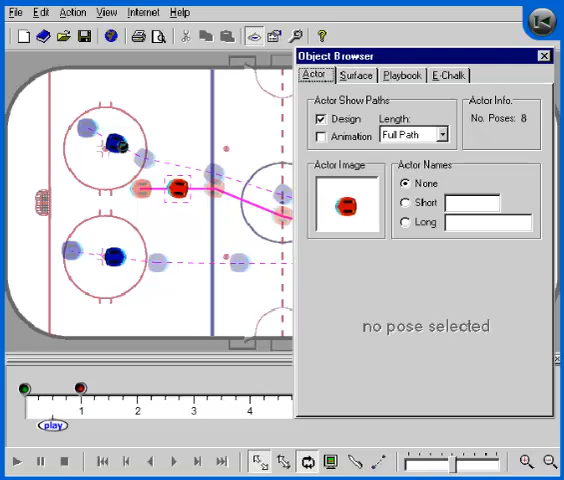 File Edit Action View Internet Help
Object Browser
Actor Surface Playbook E-Chalk
Actor Show Paths
Design Length:
Animation Full Path
Actor Info.
No. Poses: 8
Actor Image
Actor Names
None
Short
Long
no pose selected
1 2 3 4
play